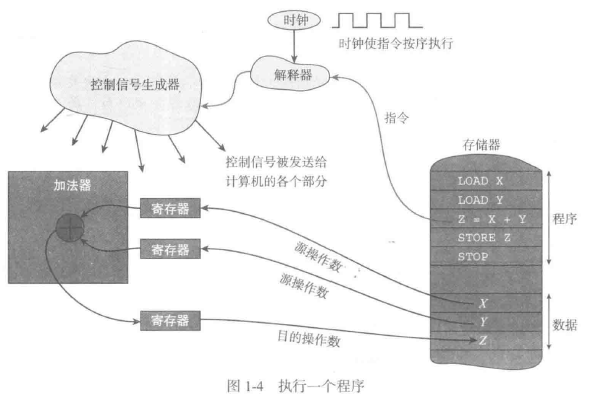 时钟
时钟使指令按序执行
解释器
控制信号生成器
指令
控制信号被发送给
计算机的各个部分
存储器
加法器
寄存器
寄存器
寄存器
源操作数
源操作数
目的操作数
LOAD X
LOAD Y
Z = X + Y
STORE Z
STOP
程序
X
Y
Z
数据
图 1-4 执行一个程序